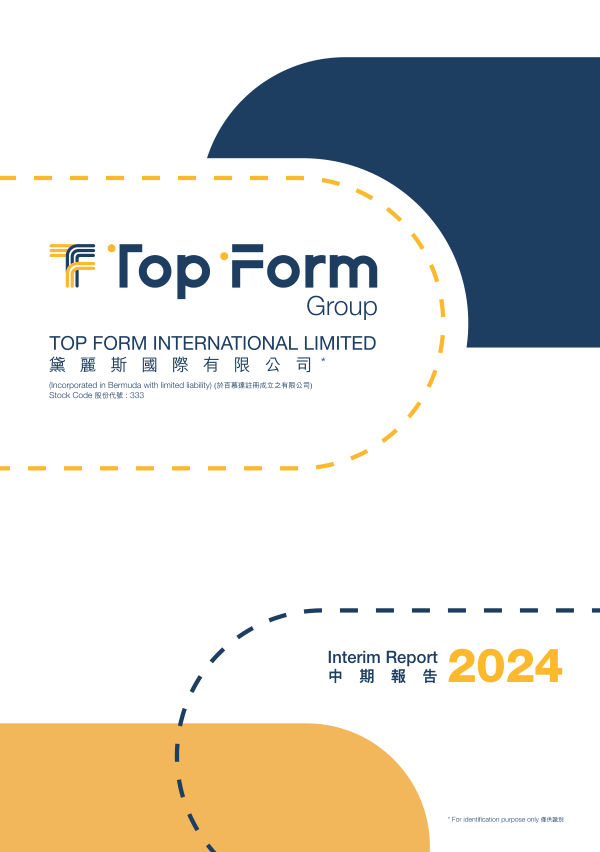 Top Form
Group
TOP FORM INTERNATIONAL LIMITED
黛麗斯國際有限公司*
(Incorporated in Bermuda with limited liability) (於百慕達註冊成立之有限公司)
Stock Code 股份代號 : 333
Interim Report 2024
中期報告
* For identification purpose only 僅供識別